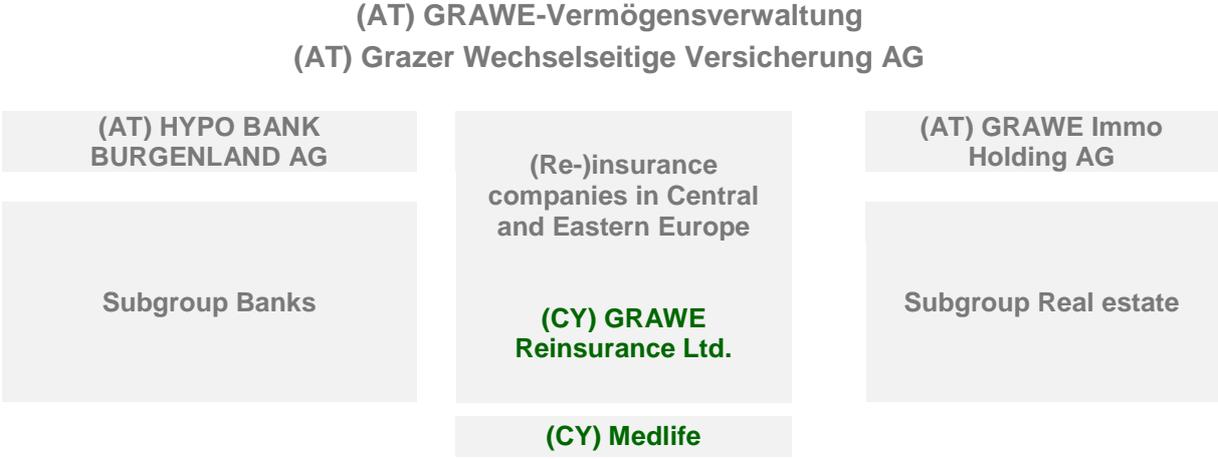 (AT) GRAWE-Vermögensverwaltung
(AT) Grazer Wechselseitige Versicherung AG
(AT) HYPO BANK
BURGENLAND AG
Subgroup Banks
(Re-)insurance
companies in Central
and Eastern Europe
(CY) GRAWE
Reinsurance Ltd.
(CY) Medlife
(AT) GRAWE Immo
Holding AG
Subgroup Real estate